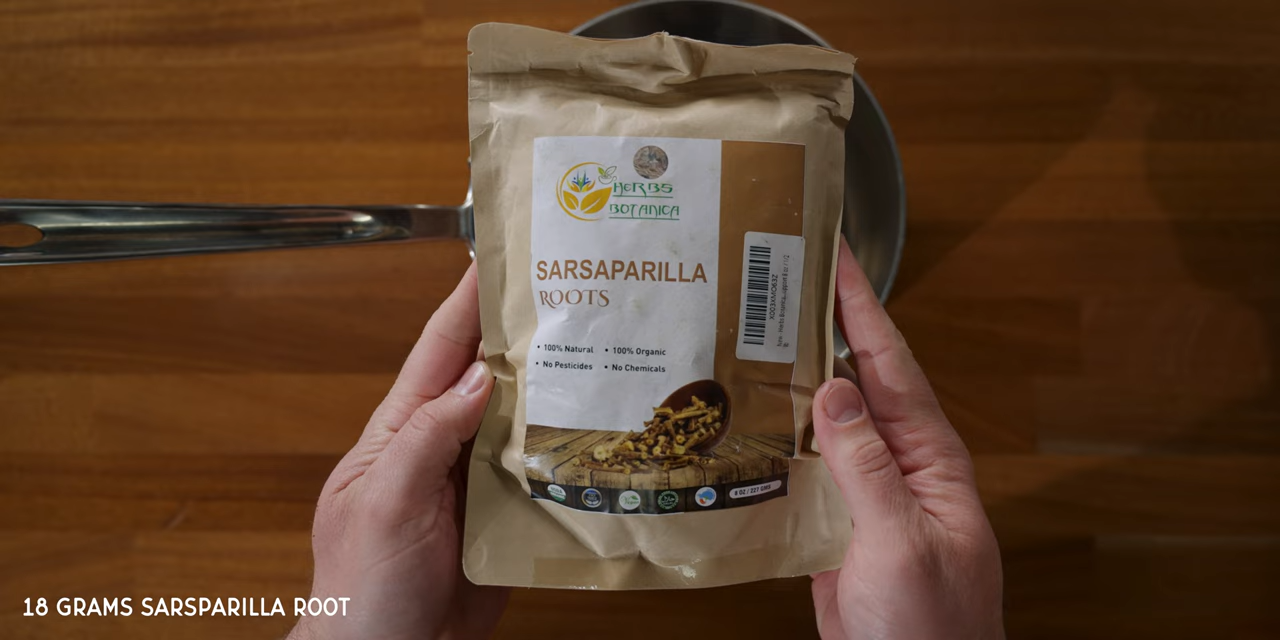 HERBS
BOTANICA
SARSAPARILLA
ROOTS
• 100% Natural • 100% Organic
• No Pesticides • No Chemicals
X003XMX9MZ
8 OZ / 227 GMS
18 GRAMS SARSPARILLA ROOT